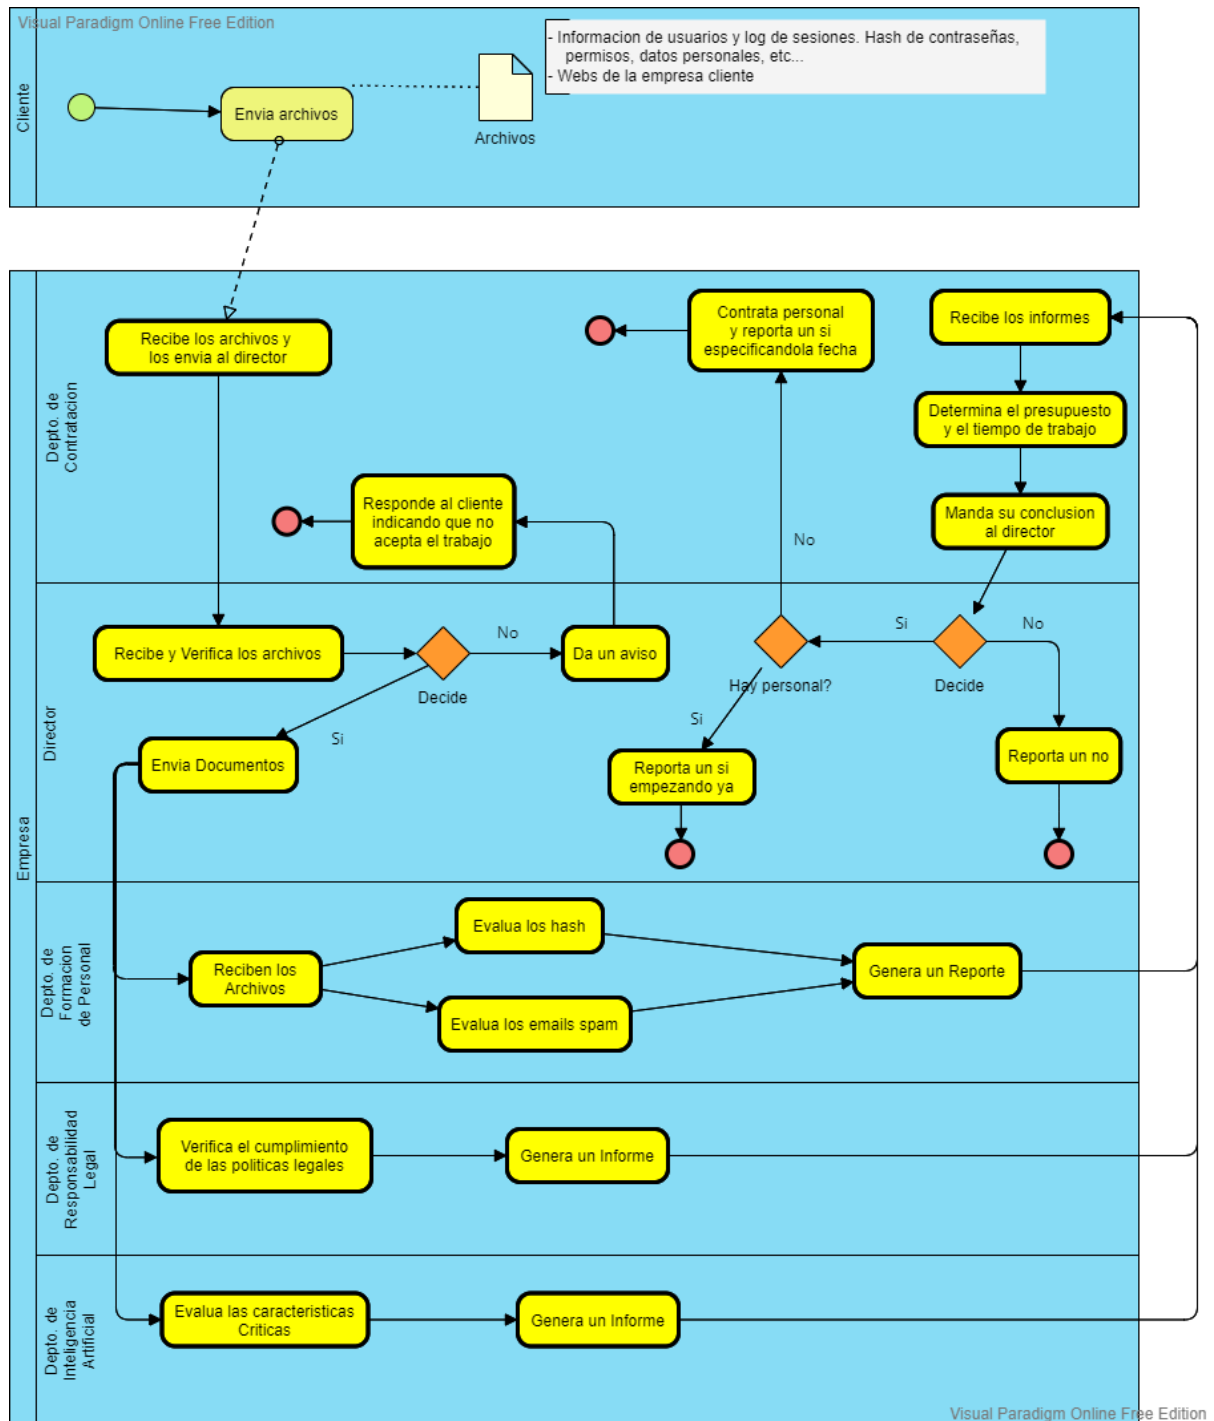 Visual Paradigm Online Free Edition
- Informacion de usuarios y log de sesiones. Hash de contraseñas,
permisos, datos personales, etc...
- Webs de la empresa cliente
Cliente
Envia archivos
Archivos
Empresa
Depto. de
Contratacion
Recibe los archivos y
los envia al director
Contrata personal
y reporta un si
especificandola fecha
Recibe los informes
Determina el presupuesto
y el tiempo de trabajo
Responde al cliente
indicando que no
acepta el trabajo
Manda su conclusion
al director
No
Director
Recibe y Verifica los archivos
Decide
No
Da un aviso
Si
Hay personal?
Si
Decide
No
Envia Documentos
Si
Reporta un si
empezando ya
Reporta un no
Depto. de
Formacion
de Personal
Reciben los
Archivos
Evalua los hash
Evalua los emails spam
Genera un Reporte
Depto. de
Responsabilidad
Legal
Verifica el cumplimiento
de las politicas legales
Genera un Informe
Depto. de
Inteligencia
Artificial
Evalua las caracteristicas
Criticas
Genera un Informe
Visual Paradigm Online Free Edition